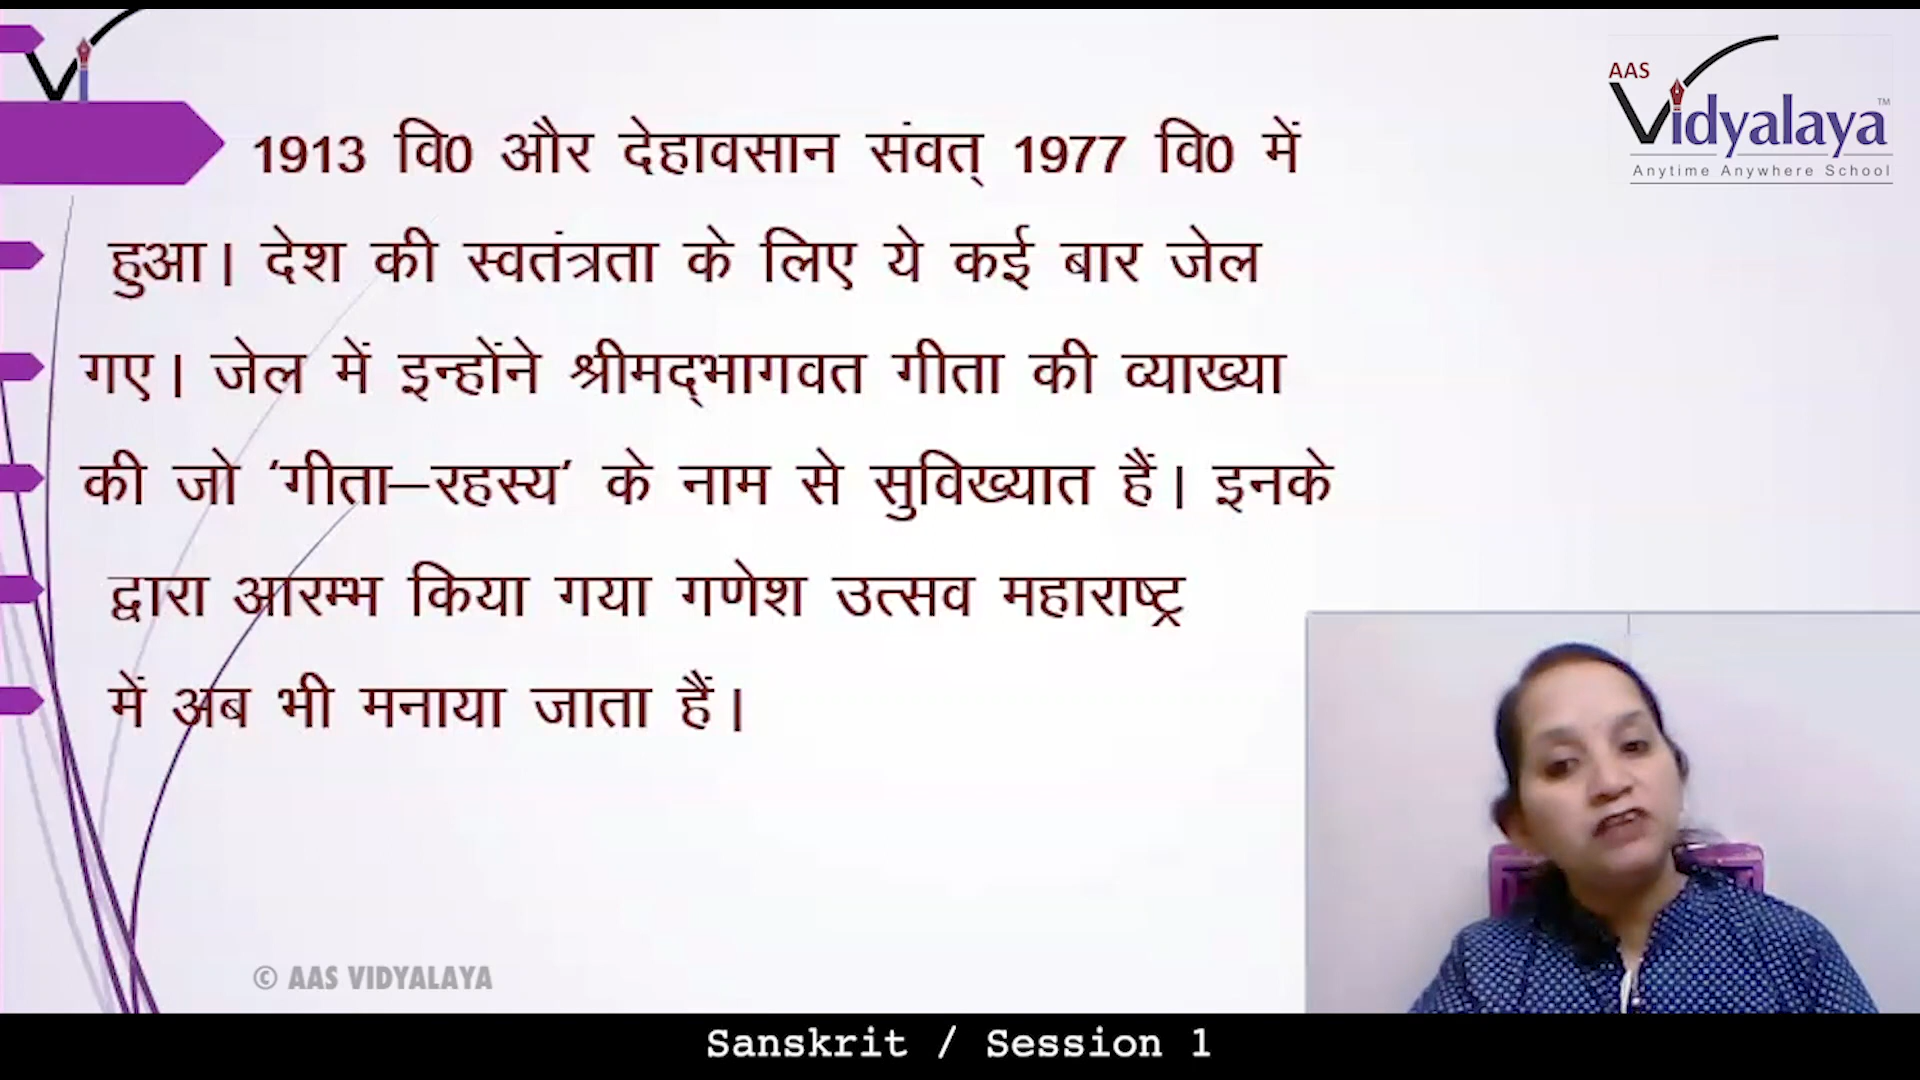 AAS
Vidyalaya™
Anytime Anywhere School
1913 वि0 और देहावसान संवत् 1977 वि0 में
हुआ। देश की स्वतंत्रता के लिए ये कई बार जेल
गए। जेल में इन्होंने श्रीमद्भागवत गीता की व्याख्या
की जो ‘गीता–रहस्य’ के नाम से सुविख्यात हैं। इनके
द्वारा आरम्भ किया गया गणेश उत्सव महाराष्ट्र
में अब भी मनाया जाता हैं।
© AAS VIDYALAYA
Sanskrit / Session 1